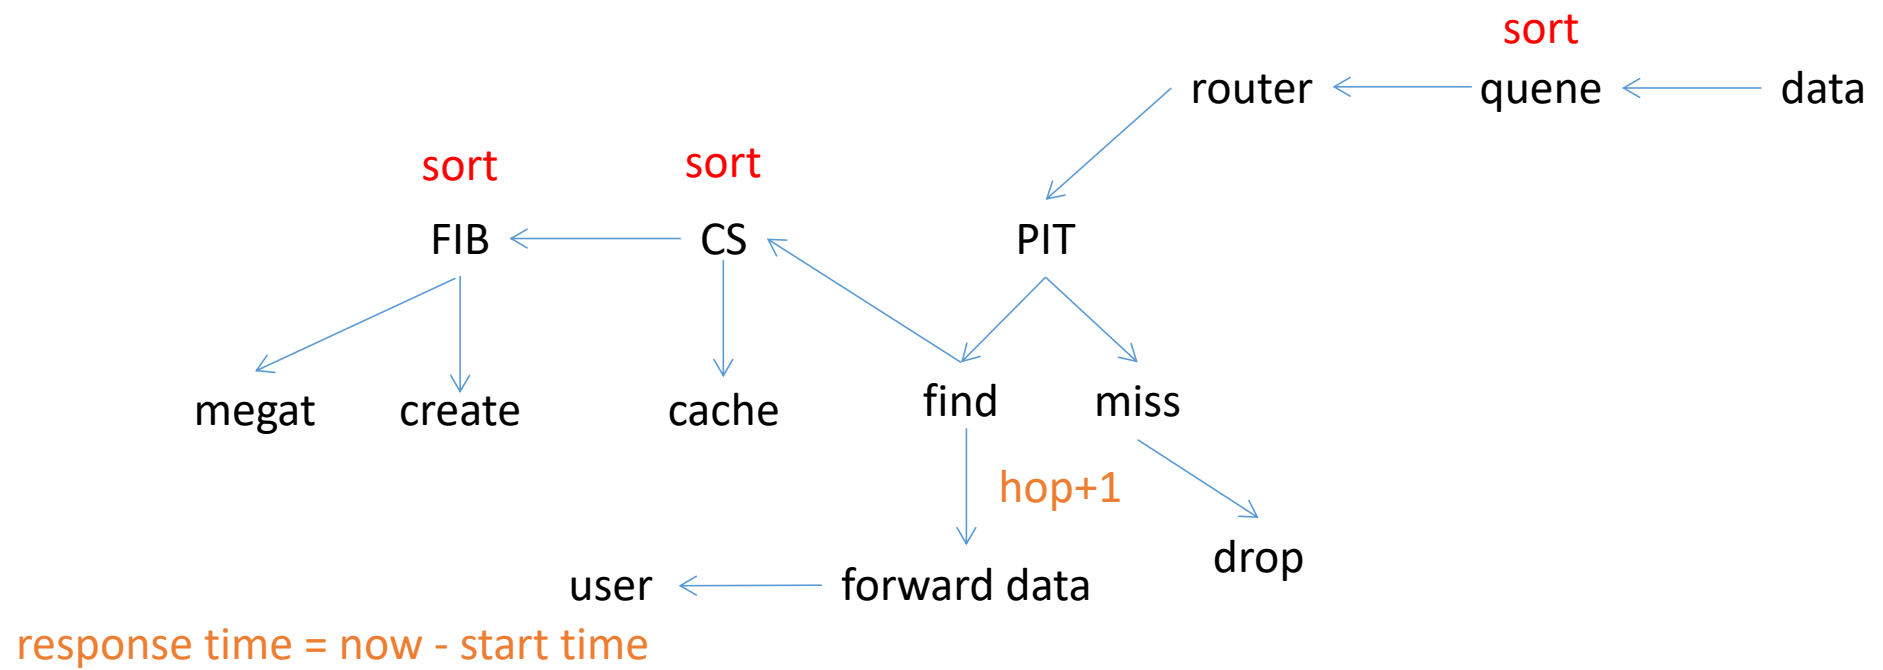 sort
router
quene
data
sort
sort
FIB
CS
PIT
megat
create
cache
find
miss
hop+1
drop
user
forward data
response time = now - start time